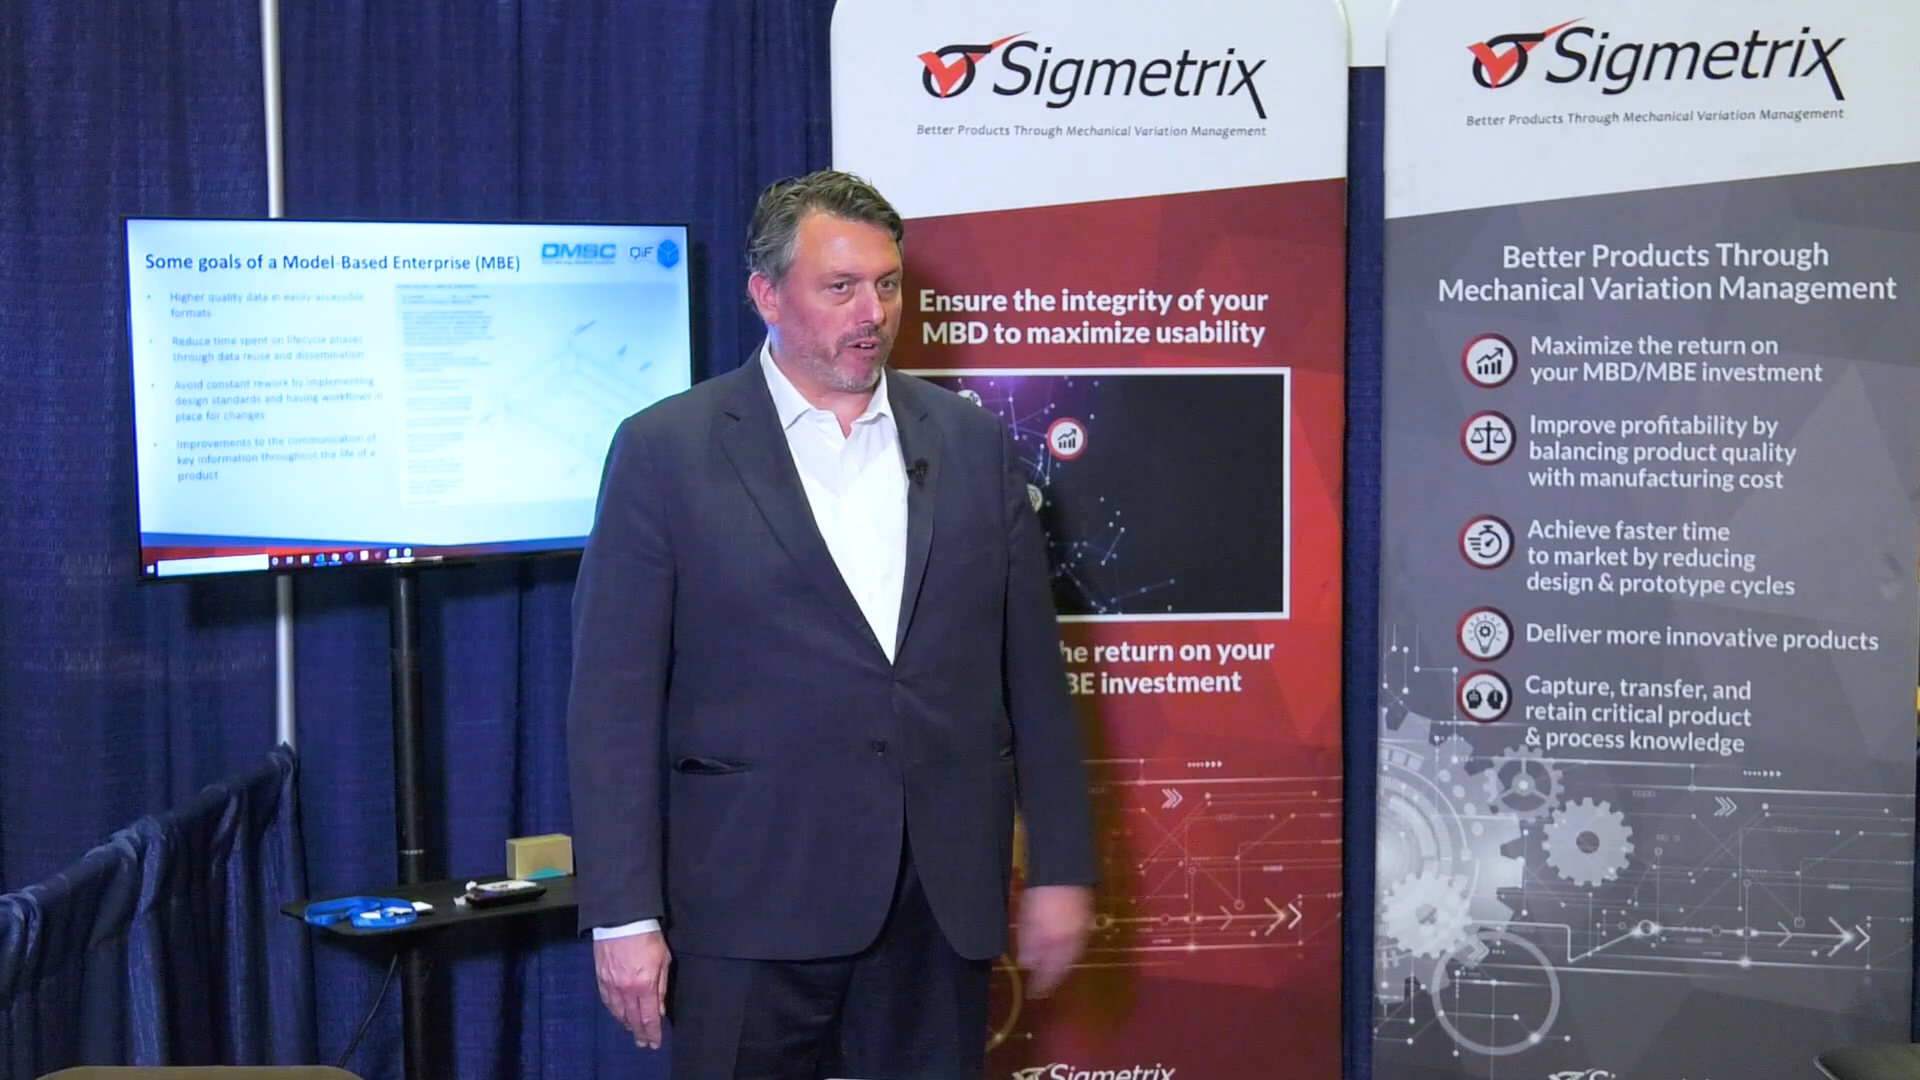 Some goals of a Model-Based Enterprise (MBE)
DMSC
QIF
Higher quality data in easily accessible
formats
Reduce time spent on lifecycle phases
through data reuse and dissemination
Avoid constant rework by implementing
design standards and having workflows in
place for changes
Improvements to the communication of
key information throughout the life of a
product
Sigmetrix
Better Products Through Mechanical Variation Management
Ensure the integrity of your
MBD to maximize usability
he return on your
BE investment
Sigmetrix
Sigmetrix
Better Products Through Mechanical Variation Management
Better Products Through
Mechanical Variation Management
Maximize the return on
your MBD/MBE investment
Improve profitability by
balancing product quality
with manufacturing cost
Achieve faster time
to market by reducing
design & prototype cycles
Deliver more innovative products
Capture, transfer, and
retain critical product
& process knowledge